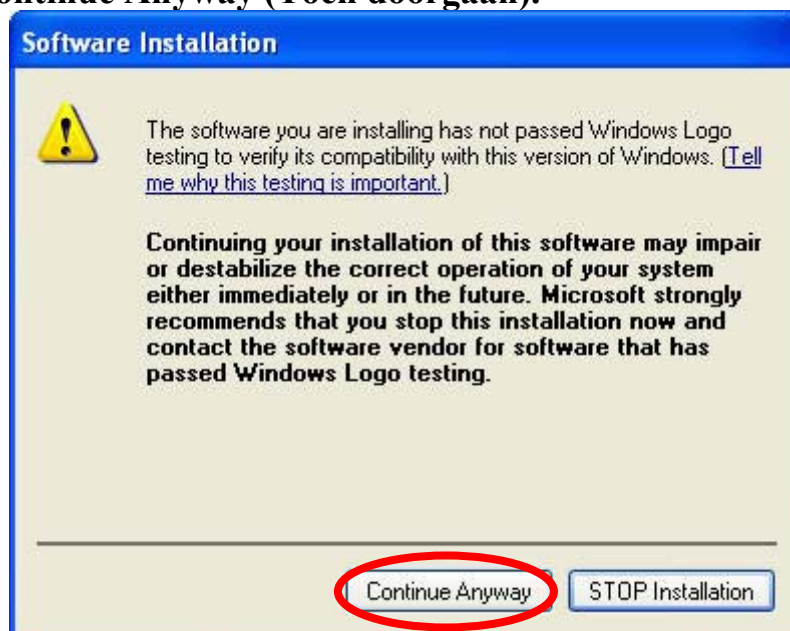 ontinue Anyway (Toch doorgaan).
Software Installation
The software you are installing has not passed Windows Logo
testing to verify its compatibility with this version of Windows. (Tell
me why this testing is important.)
Continuing your installation of this software may impair
or destabilize the correct operation of your system
either immediately or in the future. Microsoft strongly
recommends that you stop this installation now and
contact the software vendor for software that has
passed Windows Logo testing.
Continue Anyway
STOP Installation